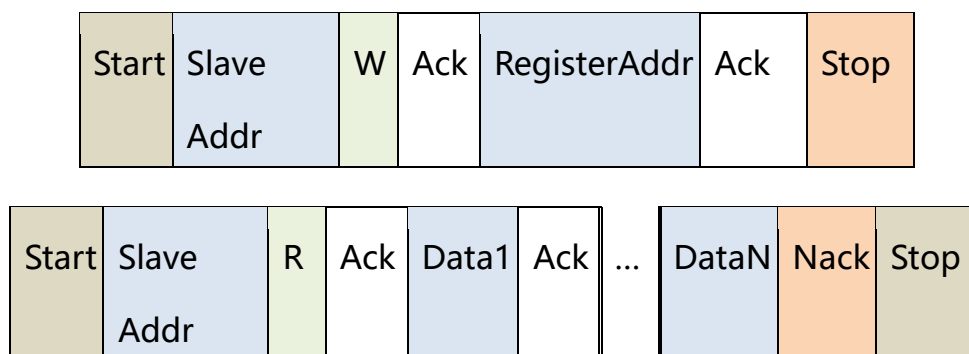 Start Slave W Ack RegisterAddr Ack Stop
Addr
Start Slave R Ack Data1 Ack ... DataN Nack Stop
Addr